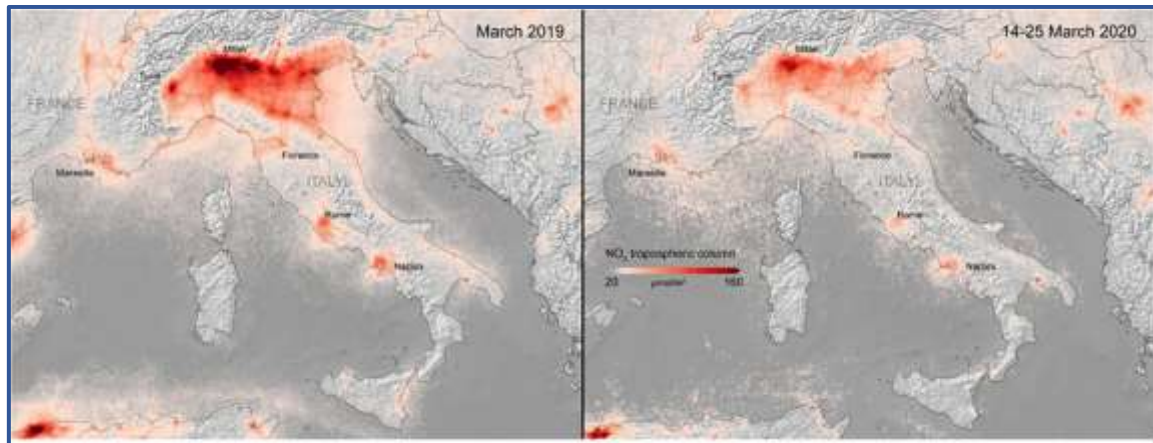 March 2019
Milan
Turin
FRANCE
Marseille
Florence
ITALY
Rome
Naples
14-25 March 2020
Milan
Turin
FRANCE
Marseille
Florence
ITALY
Rome
NO₂ tropospheric column
Naples
20
160